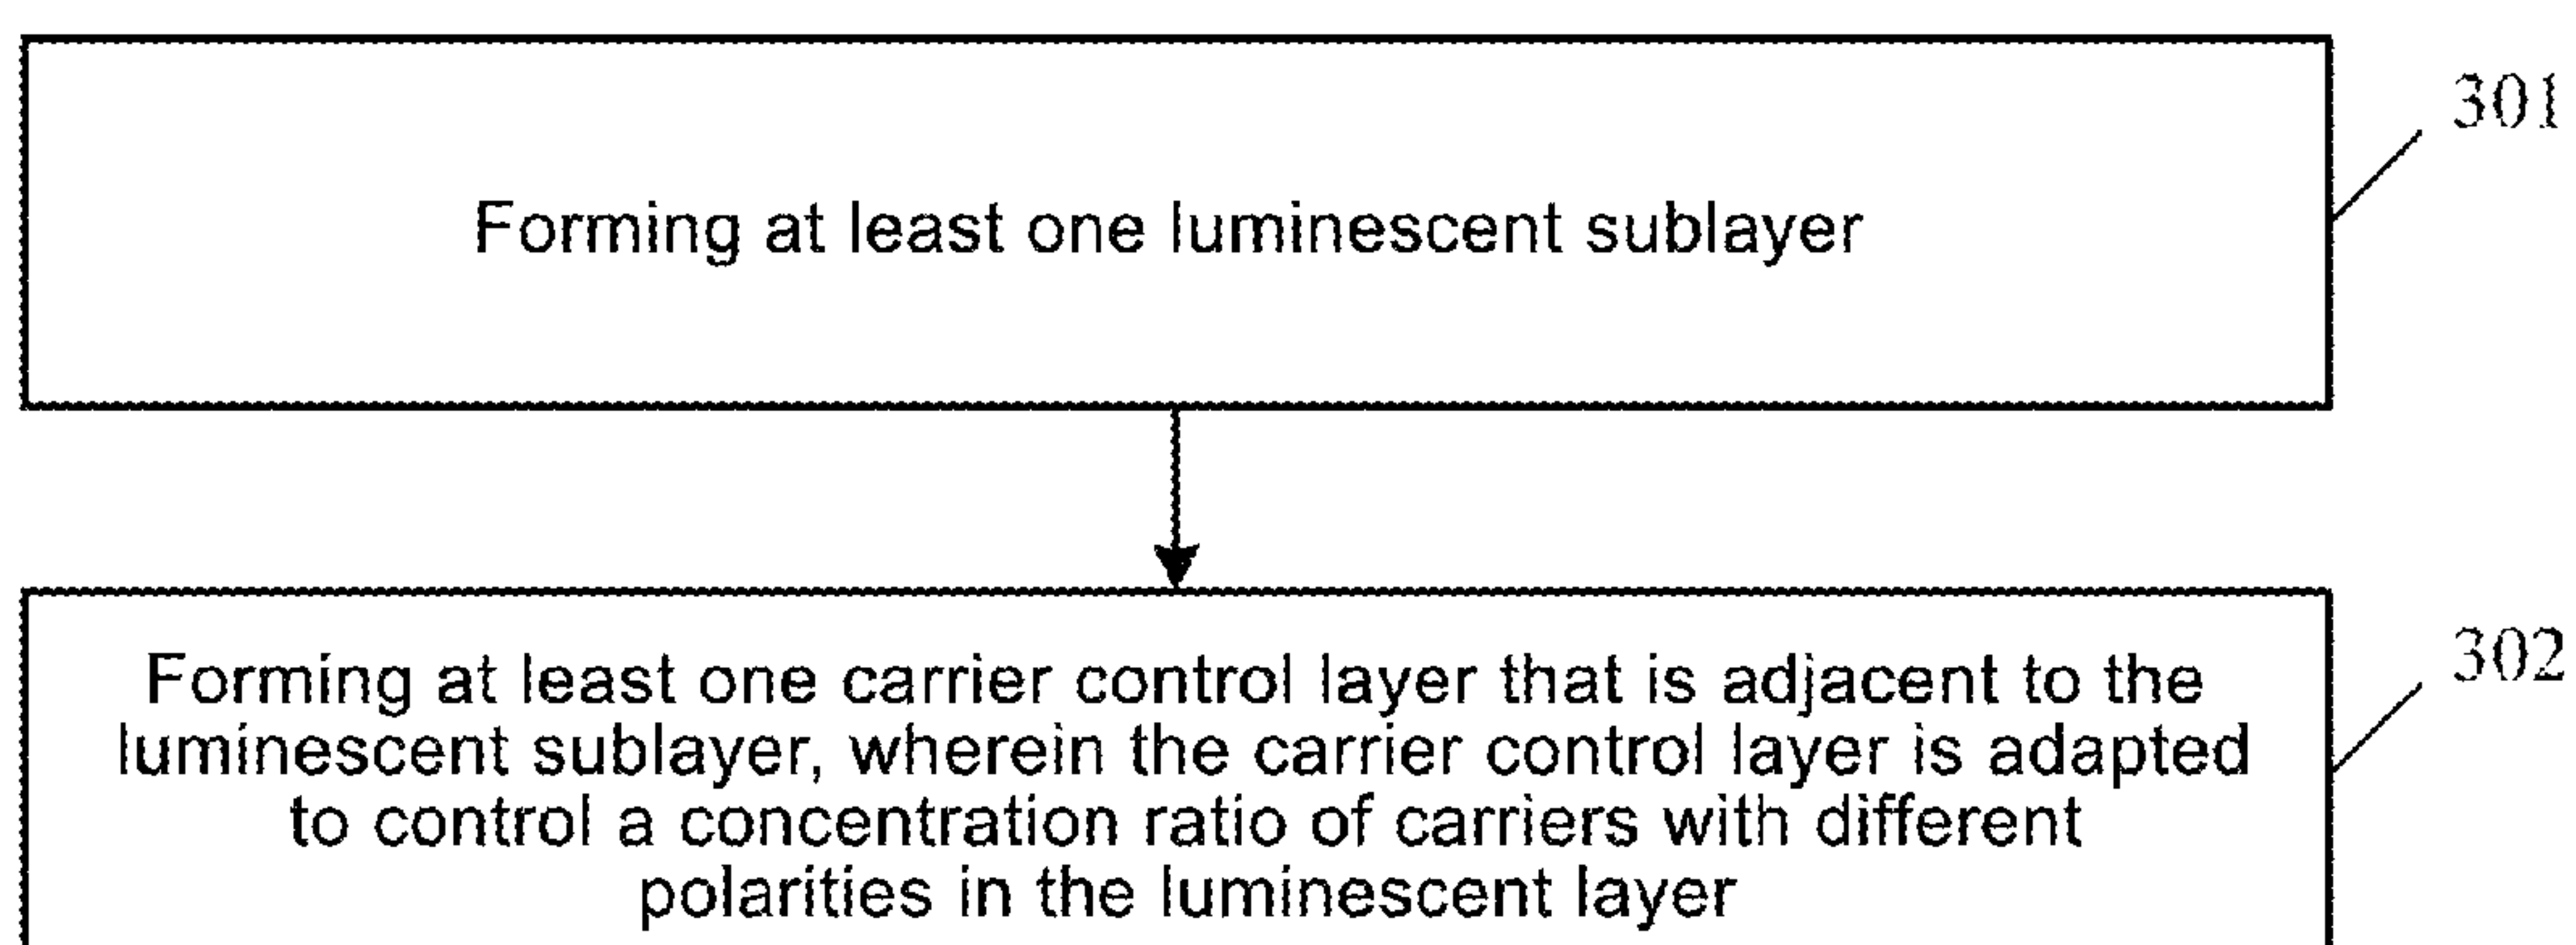 301
Forming at least one luminescent sublayer
302
Forming at least one carrier control layer that is adjacent to the
luminescent sublayer, wherein the carrier control layer is adapted
to control a concentration ratio of carriers with different
polarities in the luminescent layer